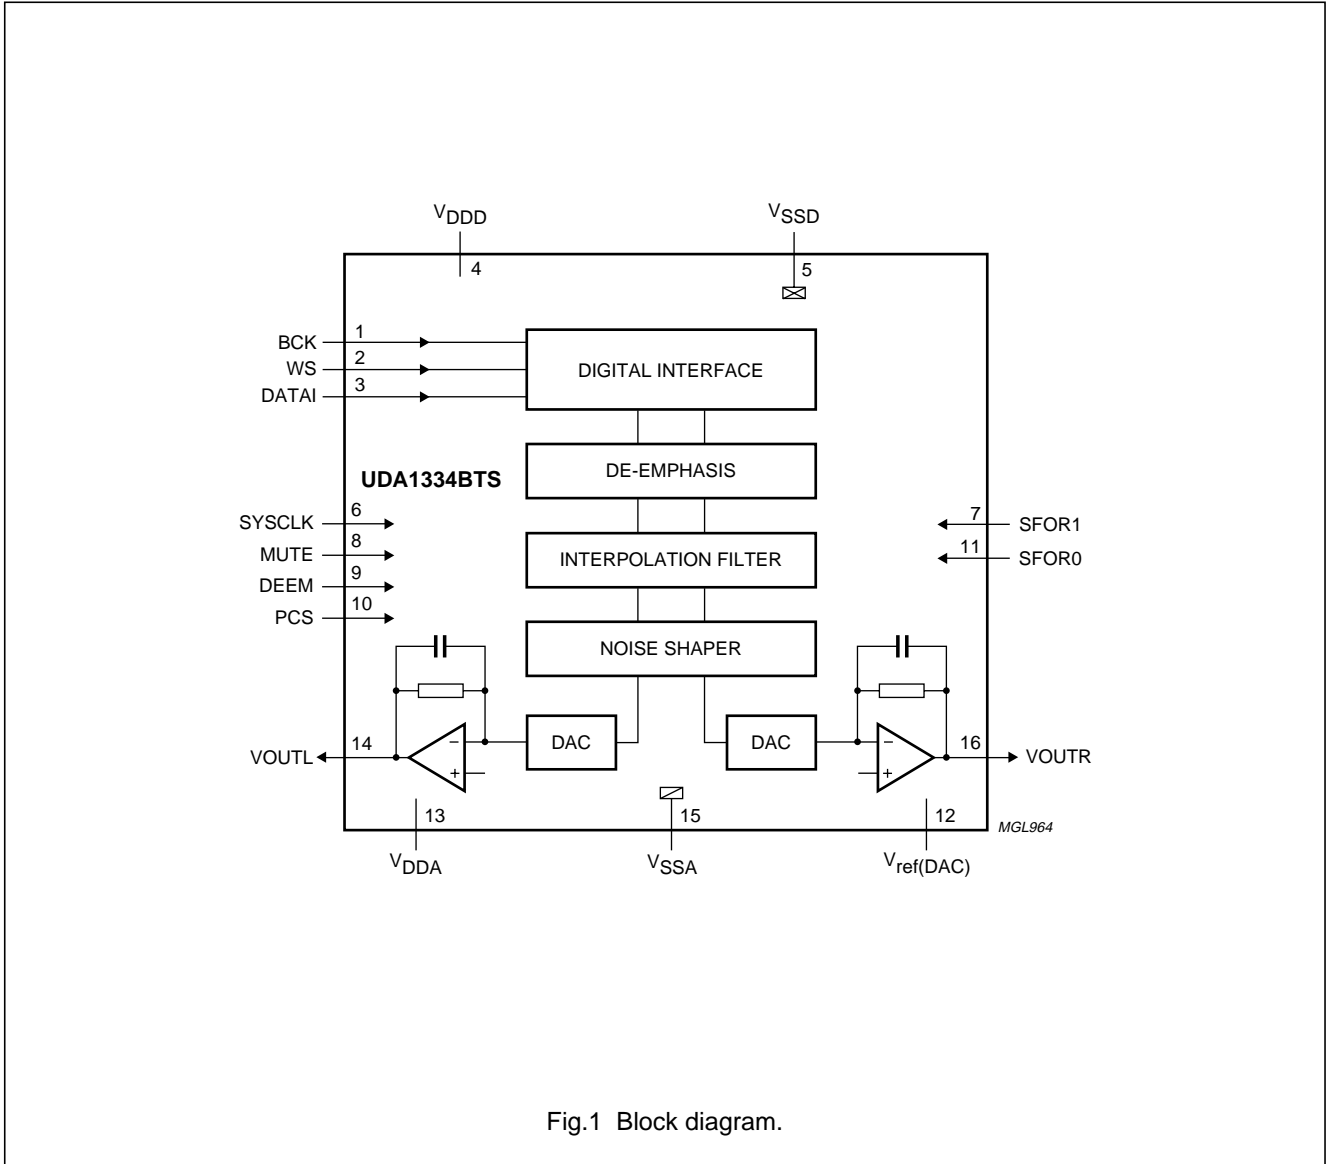 VDDD
VSSD
4
5
BCK
1
WS
2
DATAI
3
DIGITAL INTERFACE
DE-EMPHASIS
UDA1334BTS
SYSCLK
6
7
SFOR1
MUTE
8
11
SFOR0
INTERPOLATION FILTER
DEEM
9
PCS
10
NOISE SHAPER
VOUTL
14
−
+
DAC
DAC
−
+
16
VOUTR
13
15
12
MGL964
VDDA
VSSA
Vref(DAC)
Fig.1 Block diagram.